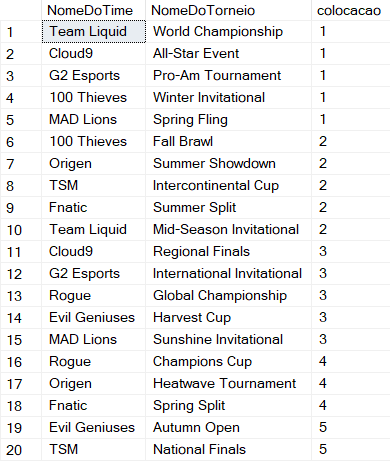 NomeDoTime NomeDoTorneio colocacao
1 Team Liquid World Championship 1
2 Cloud9 All-Star Event 1
3 G2 Esports Pro-Am Tournament 1
4 100 Thieves Winter Invitational 1
5 MAD Lions Spring Fling 1
6 100 Thieves Fall Brawl 2
7 Origen Summer Showdown 2
8 TSM Intercontinental Cup 2
9 Fnatic Summer Split 2
10 Team Liquid Mid-Season Invitational 2
11 Cloud9 Regional Finals 3
12 G2 Esports International Invitational 3
13 Rogue Global Championship 3
14 Evil Geniuses Harvest Cup 3
15 MAD Lions Sunshine Invitational 3
16 Rogue Champions Cup 4
17 Origen Heatwave Tournament 4
18 Fnatic Spring Split 4
19 Evil Geniuses Autumn Open 5
20 TSM National Finals 5